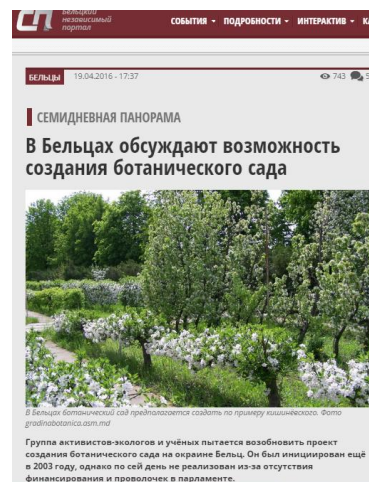 СП
Бельцкий
независимый
портал
СОБЫТИЯ ПОДРОБНОСТИ ИНТЕРАКТИВ
БЕЛЬЦЫ 19.04.2016 - 17:37 743
СЕМИДНЕВНАЯ ПАНОРАМА
В Бельцах обсуждают возможность
создания ботанического сада
В Бельцах ботанический сад предполагается создать по примеру кишинёвского. Фото
gradinabotanica.asm.md
Группа активистов-экологов и учёных пытается возобновить проект
создания ботанического сада на окраине Бельц. Он был инициирован ещё
в 2003 году, однако по сей день не реализован из-за отсутствия
финансирования и проволочек в парламенте.